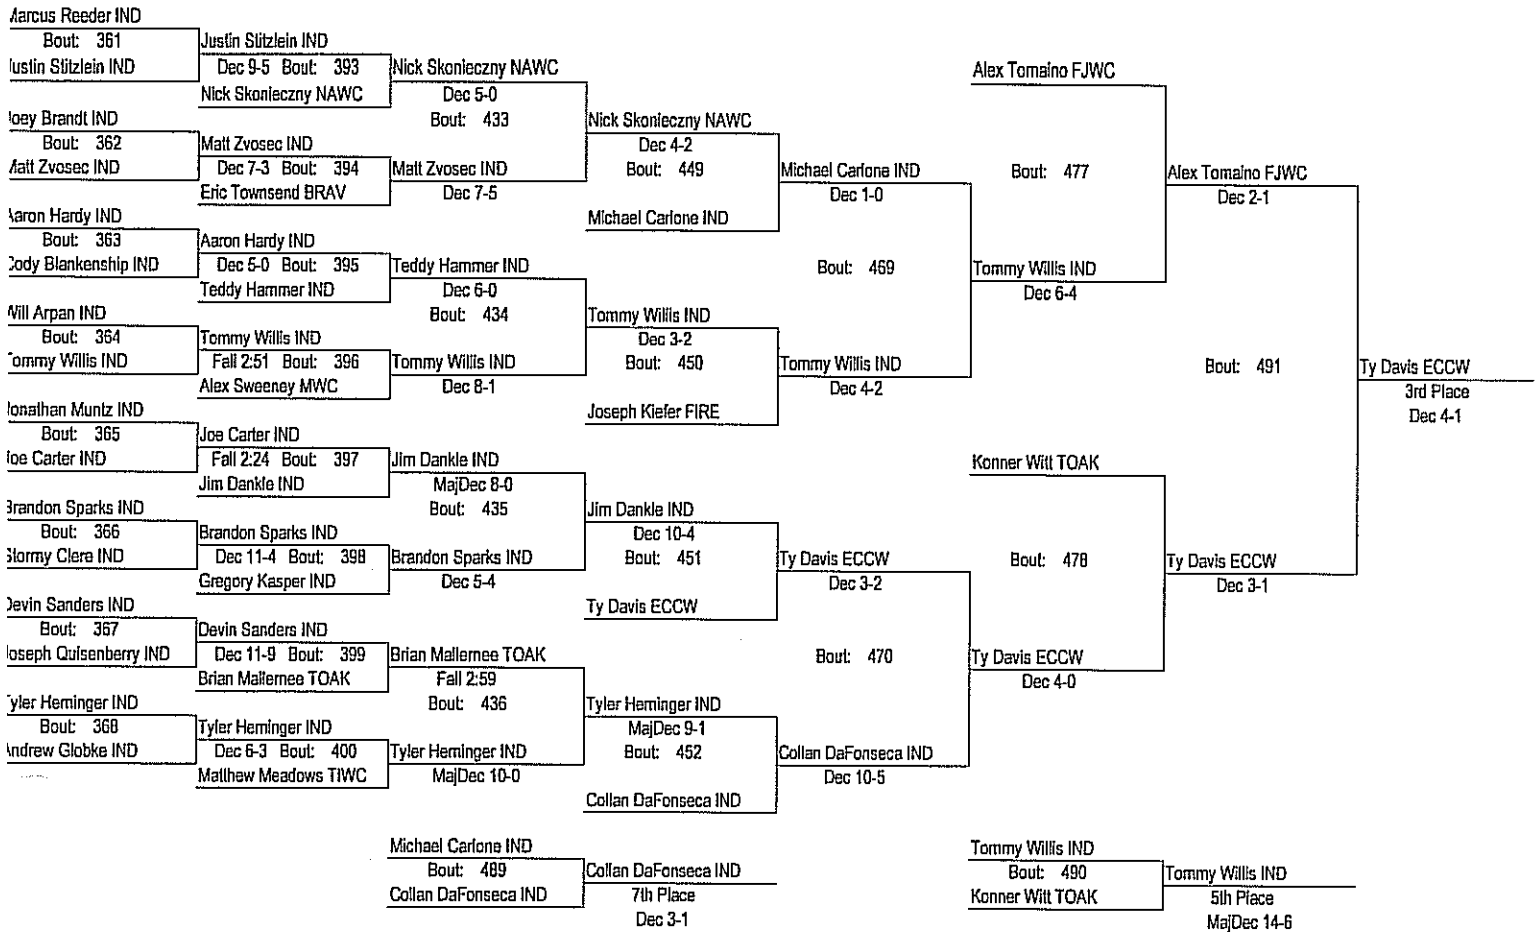 Marcus Reeder IND
Bout: 361
Justin Stitzlein IND
Joey Brandt IND
Bout: 362
Matt Zvosec IND
Aaron Hardy IND
Bout: 363
Cody Blankenship IND
Will Arpan IND
Bout: 364
Tommy Willis IND
Jonathan Muntz IND
Bout: 365
Joe Carter IND
Brandon Sparks IND
Bout: 366
Stormy Clere IND
Devin Sanders IND
Bout: 367
Joseph Quisenberry IND
Tyler Heminger IND
Bout: 368
Andrew Globke IND
Justin Stitzlein IND
Dec 9-5 Bout: 393
Nick Skonieczny NAWC
Matt Zvosec IND
Dec 7-3 Bout: 394
Eric Townsend BRAV
Aaron Hardy IND
Dec 5-0 Bout: 395
Teddy Hammer IND
Tommy Willis IND
Fall 2:51 Bout: 396
Alex Sweeney MWC
Joe Carter IND
Fall 2:24 Bout: 397
Jim Dankle IND
Brandon Sparks IND
Dec 11-4 Bout: 398
Gregory Kasper IND
Devin Sanders IND
Dec 11-9 Bout: 399
Brian Mallernee TOAK
Tyler Heminger IND
Dec 6-3 Bout: 400
Matthew Meadows TIWC
Nick Skonieczny NAWC
Dec 5-0
Bout: 433
Matt Zvosec IND
Dec 7-5
Teddy Hammer IND
Dec 6-0
Bout: 434
Tommy Willis IND
Dec 8-1
Jim Dankle IND
MajDec 8-0
Bout: 435
Brandon Sparks IND
Dec 5-4
Brian Mallernee TOAK
Fall 2:59
Bout: 436
Tyler Heminger IND
MajDec 10-0
Nick Skonieczny NAWC
Dec 4-2
Bout: 449
Michael Carlone IND
Tommy Willis IND
Dec 3-2
Bout: 450
Joseph Kiefer FIRE
Jim Dankle IND
Dec 10-4
Bout: 451
Ty Davis ECCW
Tyler Heminger IND
MajDec 9-1
Bout: 452
Collan DaFonseca IND
Michael Carlone IND
Dec 1-0
Bout: 469
Tommy Willis IND
Dec 4-2
Ty Davis ECCW
Dec 3-2
Bout: 470
Collan DaFonseca IND
Dec 10-5
Alex Tomaino FJWC
Bout: 477
Tommy Willis IND
Dec 6-4
Konner Witt TOAK
Bout: 478
Ty Davis ECCW
Dec 4-0
Alex Tomaino FJWC
Dec 2-1
Bout: 491
Ty Davis ECCW
Dec 3-1
Ty Davis ECCW
3rd Place
Dec 4-1
Michael Carlone IND
Bout: 489
Collan DaFonseca IND
Collan DaFonseca IND
7th Place
Dec 3-1
Tommy Willis IND
Bout: 490
Konner Witt TOAK
Tommy Willis IND
5th Place
MajDec 14-6